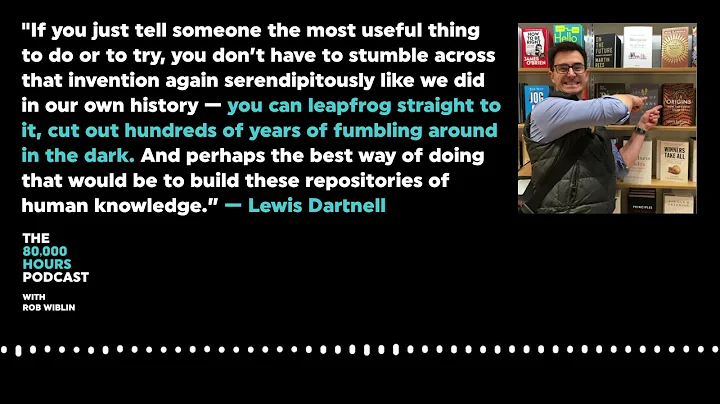 "If you just tell someone the most useful thing
to do or to try, you don't have to stumble across
that invention again serendipitously like we did
in our own history — you can leapfrog straight to
it, cut out hundreds of years of fumbling around
in the dark. And perhaps the best way of doing
that would be to build these repositories of
human knowledge." — Lewis Dartnell
THE
80,000
HOURS
PODCAST
WITH
ROB WIBLIN
HOW TO
BE RIGHT
JAMES
O'BRIEN
Hello
ON THE
FUTURE
MARTIN
REES
ORIGINS
WINNERS
TAKE ALL
PRINCIPLES